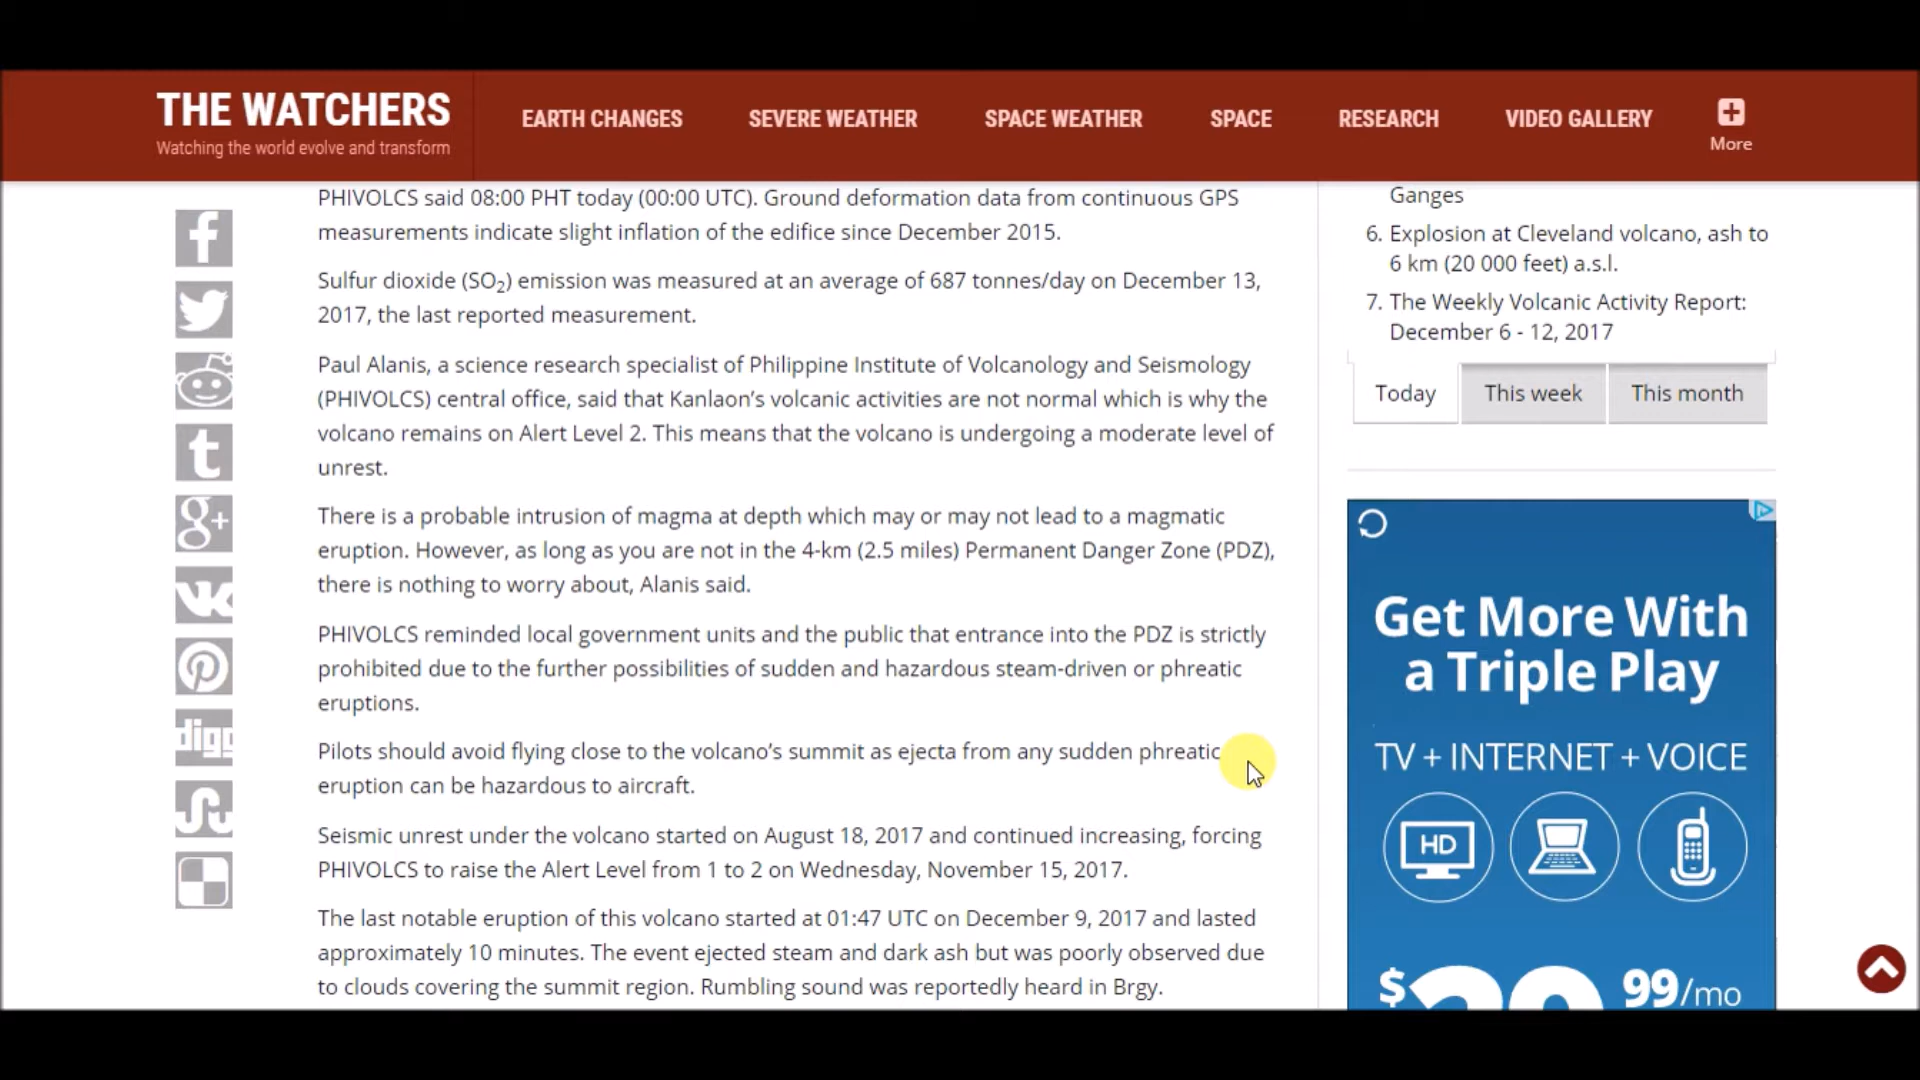 THE WATCHERS
Watching the world evolve and transform
EARTH CHANGES
SEVERE WEATHER
SPACE WEATHER
SPACE
RESEARCH
VIDEO GALLERY
More
PHIVOLCS said 08:00 PHT today (00:00 UTC). Ground deformation data from continuous GPS
measurements indicate slight inflation of the edifice since December 2015.
Sulfur dioxide (SO₂) emission was measured at an average of 687 tonnes/day on December 13,
2017, the last reported measurement.
Paul Alanis, a science research specialist of Philippine Institute of Volcanology and Seismology
(PHIVOLCS) central office, said that Kanlaon’s volcanic activities are not normal which is why the
volcano remains on Alert Level 2. This means that the volcano is undergoing a moderate level of
unrest.
There is a probable intrusion of magma at depth which may or may not lead to a magmatic
eruption. However, as long as you are not in the 4-km (2.5 miles) Permanent Danger Zone (PDZ),
there is nothing to worry about, Alanis said.
PHIVOLCS reminded local government units and the public that entrance into the PDZ is strictly
prohibited due to the further possibilities of sudden and hazardous steam-driven or phreatic
eruptions.
Pilots should avoid flying close to the volcano’s summit as ejecta from any sudden phreatic
eruption can be hazardous to aircraft.
Seismic unrest under the volcano started on August 18, 2017 and continued increasing, forcing
PHIVOLCS to raise the Alert Level from 1 to 2 on Wednesday, November 15, 2017.
The last notable eruption of this volcano started at 01:47 UTC on December 9, 2017 and lasted
approximately 10 minutes. The event ejected steam and dark ash but was poorly observed due
to clouds covering the summit region. Rumbling sound was reportedly heard in Brgy.
Ganges
6. Explosion at Cleveland volcano, ash to
6 km (20 000 feet) a.s.l.
7. The Weekly Volcanic Activity Report:
December 6 - 12, 2017
Today
This week
This month
Get More With
a Triple Play
TV + INTERNET + VOICE
HD
$ 99/mo
digg